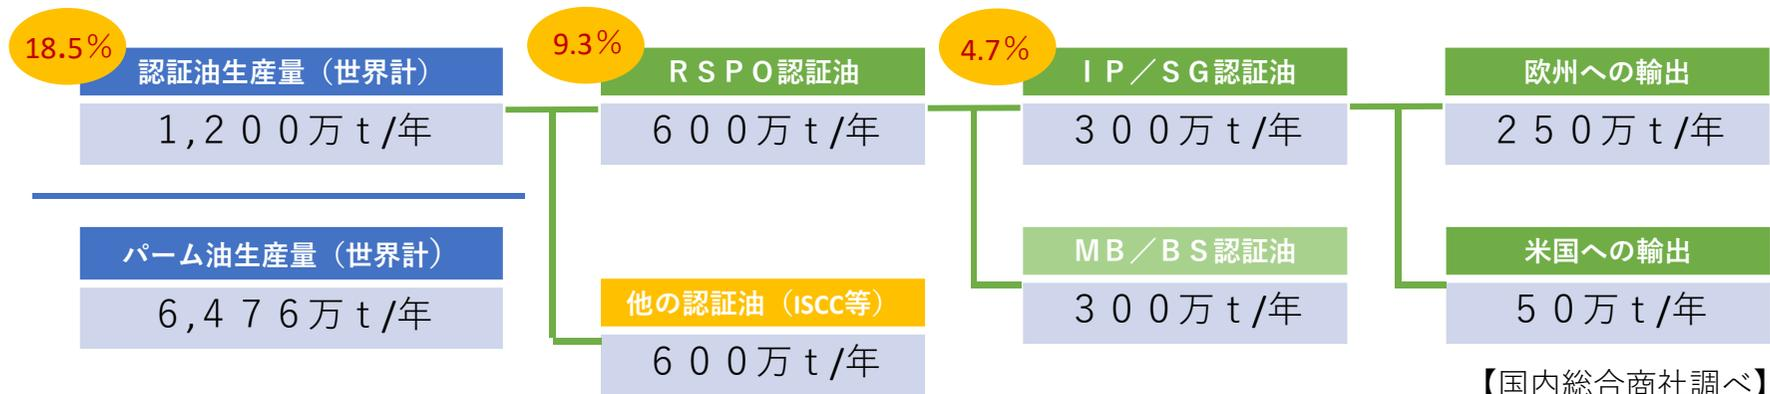 18.5％
認証油生産量（世界計）
１,２００万ｔ/年
パーム油生産量（世界計）
６,４７６万ｔ/年
9.3％
ＲＳＰＯ認証油
６００万ｔ/年
他の認証油（ISCC等）
６００万ｔ/年
4.7％
ＩＰ／ＳＧ認証油
３００万ｔ/年
ＭＢ／ＢＳ認証油
３００万ｔ/年
欧州への輸出
２５０万ｔ/年
米国への輸出
５０万ｔ/年
【国内総合商社調べ】